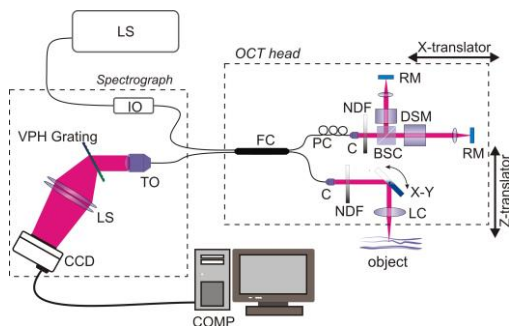 LS
OCT head
X-translator
RM
Spectrograph
IO
NDF
DSM
VPH Grating
FC
PC
C
BSC
RM
TO
X-Y
Z-translator
C
LS
NDF
LC
CCD
object
COMP